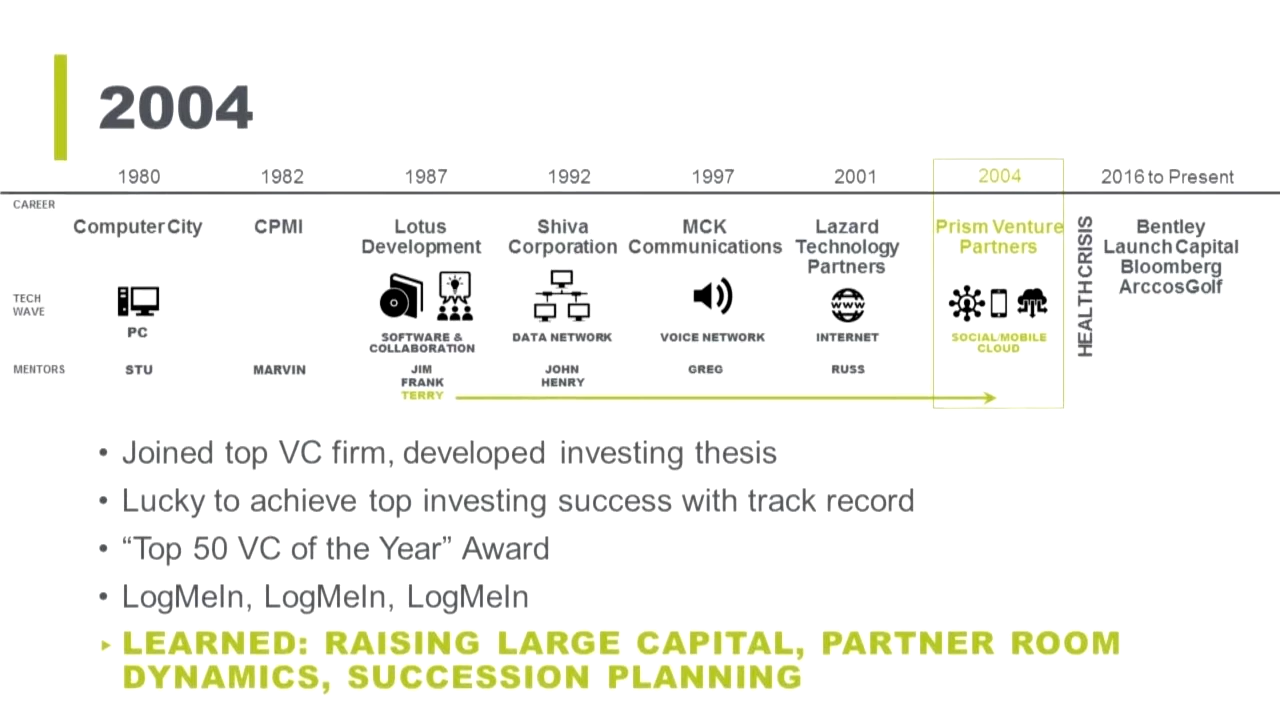 2004
1980 1982 1987 1992 1997 2001 2004 2016 to Present
CAREER
Computer City CPMI Lotus Shiva MCK Lazard Prism Venture Bentley
Development Corporation Communications Technology Partners Launch Capital
Partners Bloomberg
ArccosGolf
HEALTH CRISIS
WWW
TECH
WAVE
PC SOFTWARE & DATA NETWORK VOICE NETWORK INTERNET SOCIAL/MOBILE
COLLABORATION CLOUD
MENTORS STU MARVIN JIM JOHN GREG RUSS
FRANK HENRY
TERRY
• Joined top VC firm, developed investing thesis
• Lucky to achieve top investing success with track record
• “Top 50 VC of the Year” Award
• LogMeIn, LogMeIn, LogMeIn
▸ LEARNED: RAISING LARGE CAPITAL, PARTNER ROOM
DYNAMICS, SUCCESSION PLANNING